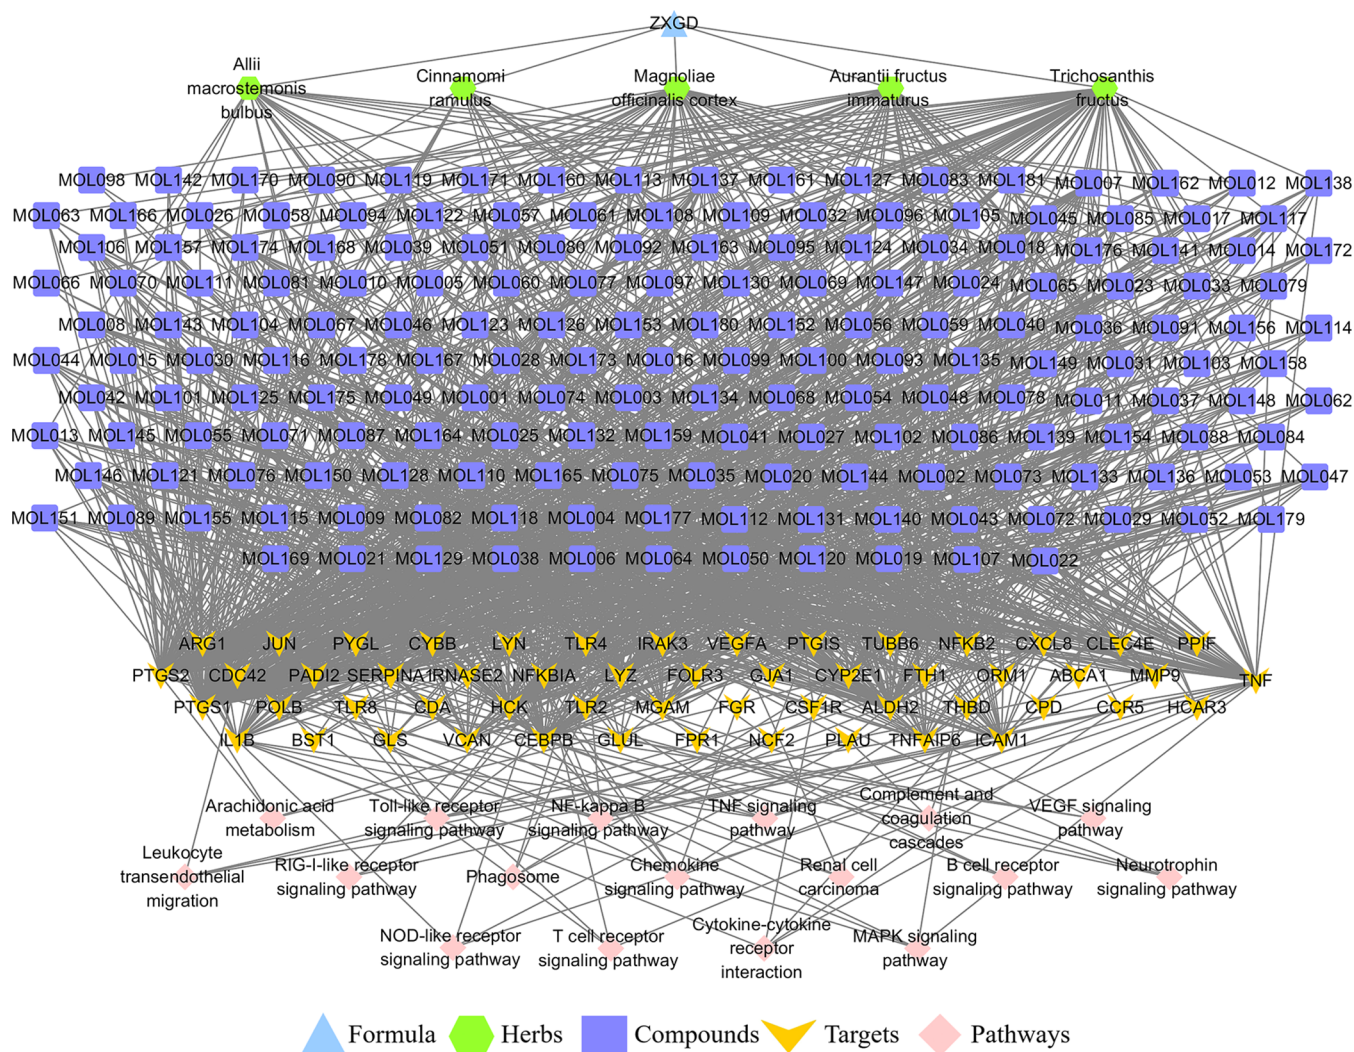 ZXGD
Allii
macrostemonis
bulbus
Cinnamomi
ramulus
Magnoliae
officinalis cortex
Aurantii fructus
immaturus
Trichosanthis
fructus
MOL098 MOL142 MOL170 MOL090 MOL119 MOL171 MOL160 MOL113 MOL137 MOL161 MOL127 MOL083 MOL181 MOL007 MOL162 MOL012 MOL138
MOL063 MOL166 MOL026 MOL058 MOL094 MOL122 MOL057 MOL061 MOL108 MOL109 MOL032 MOL096 MOL105 MOL045 MOL085 MOL017 MOL117
MOL106 MOL157 MOL174 MOL168 MOL039 MOL051 MOL080 MOL092 MOL163 MOL095 MOL124 MOL034 MOL018 MOL176 MOL141 MOL014 MOL172
MOL066 MOL070 MOL111 MOL081 MOL010 MOL005 MOL060 MOL077 MOL097 MOL130 MOL069 MOL147 MOL024 MOL065 MOL023 MOL033 MOL079
MOL008 MOL143 MOL104 MOL067 MOL046 MOL123 MOL126 MOL153 MOL180 MOL152 MOL056 MOL059 MOL040 MOL036 MOL091 MOL156 MOL114
MOL044 MOL015 MOL030 MOL116 MOL178 MOL167 MOL028 MOL173 MOL016 MOL099 MOL100 MOL093 MOL135 MOL149 MOL031 MOL103 MOL158
MOL042 MOL101 MOL125 MOL175 MOL049 MOL001 MOL074 MOL003 MOL134 MOL068 MOL054 MOL048 MOL078 MOL011 MOL037 MOL148 MOL062
MOL013 MOL145 MOL055 MOL071 MOL087 MOL164 MOL025 MOL132 MOL159 MOL041 MOL027 MOL102 MOL086 MOL139 MOL154 MOL088 MOL084
MOL146 MOL121 MOL076 MOL150 MOL128 MOL110 MOL165 MOL075 MOL035 MOL020 MOL144 MOL002 MOL073 MOL133 MOL136 MOL053 MOL047
MOL151 MOL089 MOL155 MOL115 MOL009 MOL082 MOL118 MOL004 MOL177 MOL112 MOL131 MOL140 MOL043 MOL072 MOL029 MOL052 MOL179
MOL169 MOL021 MOL129 MOL038 MOL006 MOL064 MOL050 MOL120 MOL019 MOL107 MOL022
ARG1 JUN PYGL CYBB LYN TLR4 IRAK3 VEGFA PTGIS TUBB6 NFKB2 CXCL8 CLEC4E PPIF
PTGS2 CDC42 PADI2 SERPINA1 RNASE2 NFKBIA LYZ FOLR3 GJA1 CYP2E1 FTH1 ORM1 ABCA1 MMP9 TNF
PTGS1 POLB TLR8 CDA HCK TLR2 MGAM FGR CSF1R ALDH2 THBD CPD CCR5 HCAR3
IL1B BST1 GLS VCAN CEBPB GLUL FPR1 NCF2 PLAU TNFAIP6 ICAM1
Arachidonic acid
metabolism
Toll-like receptor
signaling pathway
NF-kappa B
signaling pathway
TNF signaling
pathway
Complement and
coagulation
cascades
VEGF signaling
pathway
Leukocyte
transendothelial
migration
RIG-I-like receptor
signaling pathway
Phagosome
Chemokine
signaling pathway
Renal cell
carcinoma
B cell receptor
signaling pathway
Neurotrophin
signaling pathway
NOD-like receptor
signaling pathway
T cell receptor
signaling pathway
Cytokine-cytokine
receptor
interaction
MAPK signaling
pathway
Formula Herbs Compounds Targets Pathways